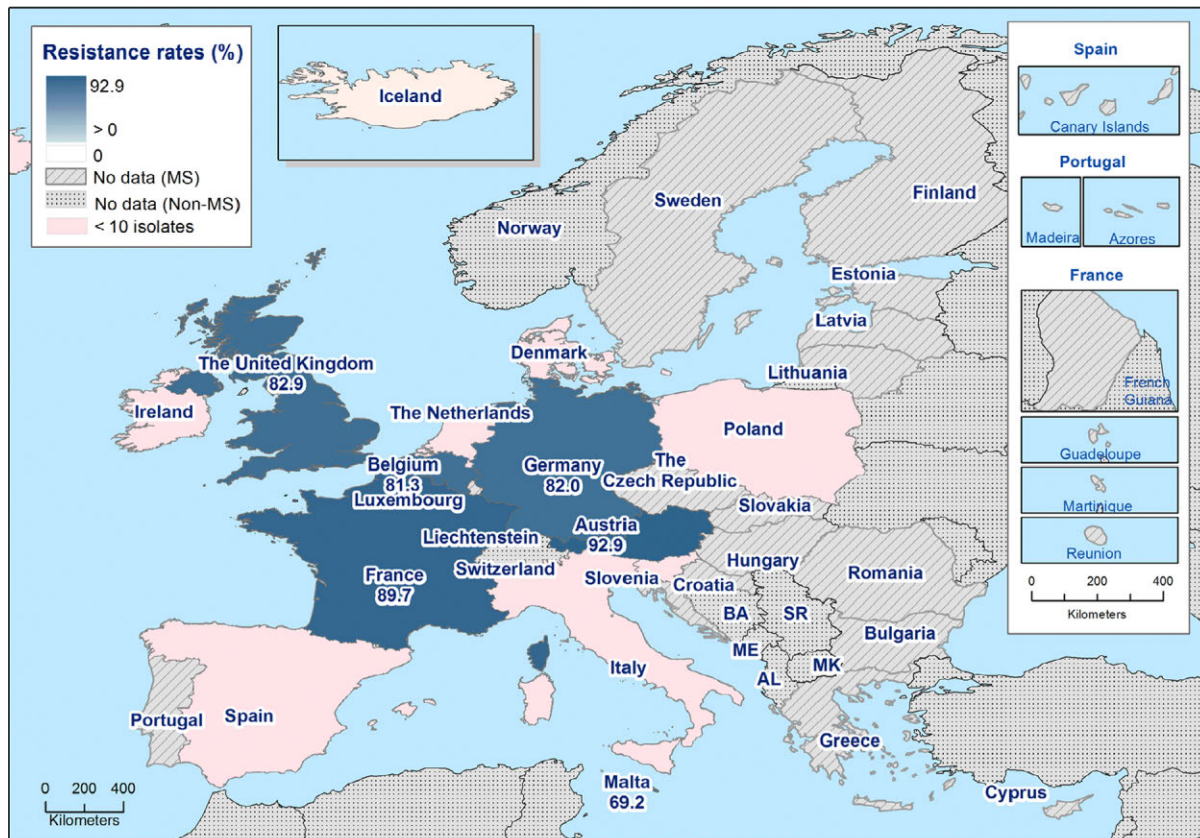 Resistance rates (%)
92.9
> 0
0
No data (MS)
No data (Non-MS)
< 10 isolates
Iceland
Norway
Sweden
Finland
Estonia
Latvia
Lithuania
Denmark
The United Kingdom
82.9
Ireland
The Netherlands
Poland
Belgium
81.3
Germany
82.0
The
Czech Republic
Luxembourg
Slovakia
Austria
92.9
Liechtenstein
Switzerland
Hungary
Slovenia
Romania
France
89.7
Croatia
BA
SR
Bulgaria
ME
MK
AL
Italy
Portugal
Spain
Greece
Malta
69.2
Cyprus
0 200 400
Kilometers
Spain
Canary Islands
Portugal
Madeira
Azores
France
French
Guiana
Guadeloupe
Martinique
Reunion
0 200 400
Kilometers